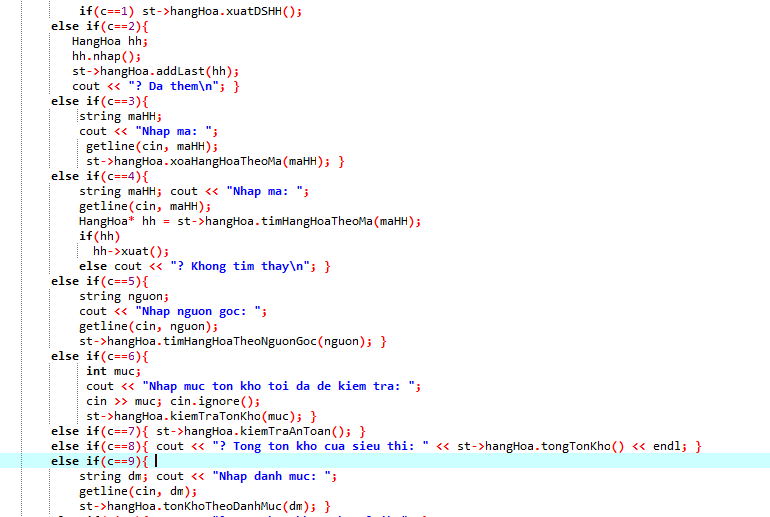 if(c==1) st->hangHoa.xuatDSHH();
else if(c==2){
HangHoa hh;
hh.nhap();
st->hangHoa.addLast(hh);
cout << "? Da them\n"; }
else if(c==3){
string maHH;
cout << "Nhap ma: ";
getline(cin, maHH);
st->hangHoa.xoaHangHoaTheoMa(maHH); }
else if(c==4){
string maHH; cout << "Nhap ma: ";
getline(cin, maHH);
HangHoa* hh = st->hangHoa.timHangHoaTheoMa(maHH);
if(hh)
hh->xuat();
else cout << "? Khong tim thay\n"; }
else if(c==5){
string nguon;
cout << "Nhap nguon goc: ";
getline(cin, nguon);
st->hangHoa.timHangHoaTheoNguonGoc(nguon); }
else if(c==6){
int muc;
cout << "Nhap muc ton kho toi da de kiem tra: ";
cin >> muc; cin.ignore();
st->hangHoa.kiemTraTonKho(muc); }
else if(c==7){ st->hangHoa.kiemTraAnToan(); }
else if(c==8){ cout << "? Tong ton kho cua sieu thi: " << st->hangHoa.tongTonKho() << endl; }
else if(c==9){
string dm; cout << "Nhap danh muc: ";
getline(cin, dm);
st->hangHoa.tonKhoTheoDanhMuc(dm); }